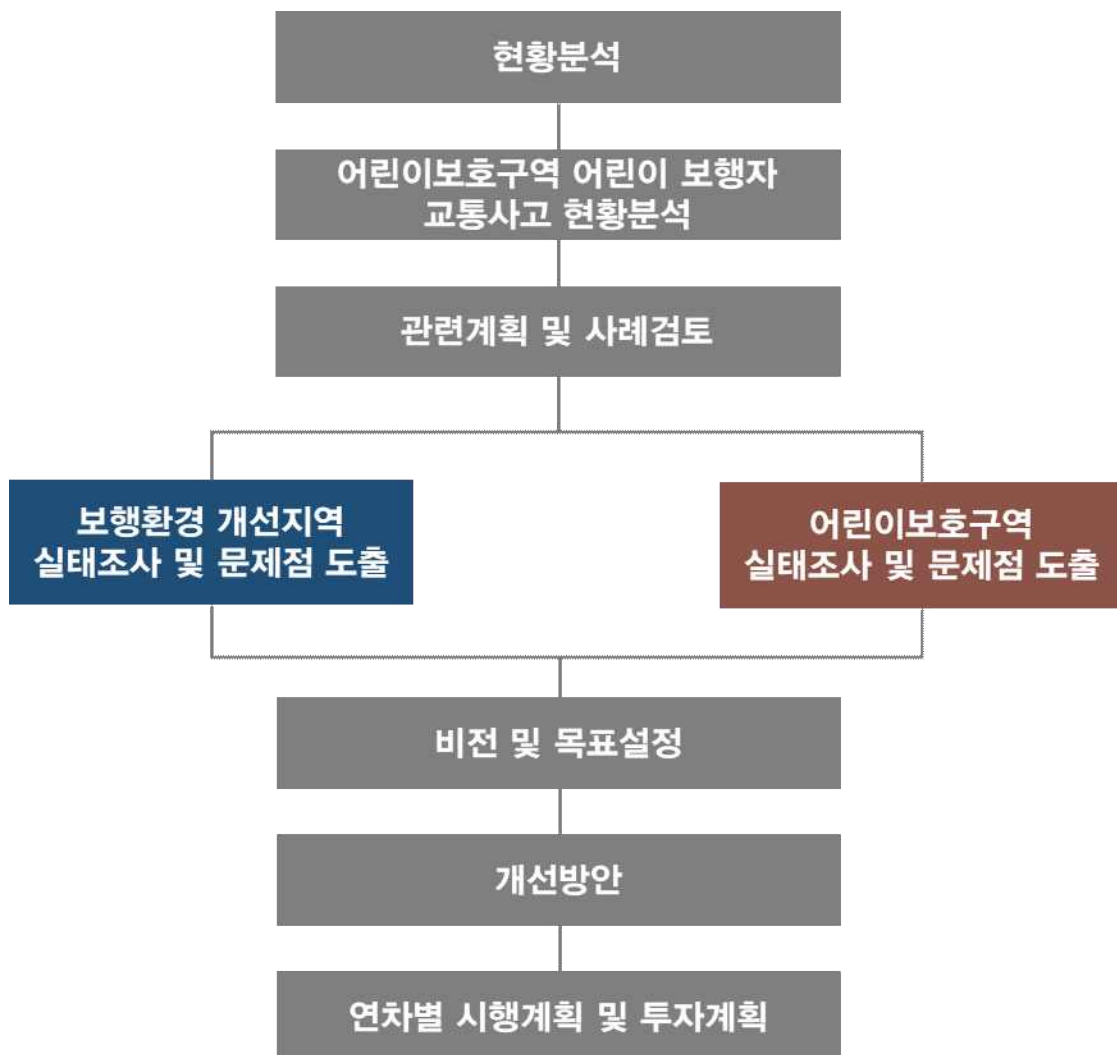 현황분석
어린이보호구역 어린이 보행자
교통사고 현황분석
관련계획 및 사례검토
보행환경 개선지역
실태조사 및 문제점 도출
어린이보호구역
실태조사 및 문제점 도출
비전 및 목표설정
개선방안
연차별 시행계획 및 투자계획